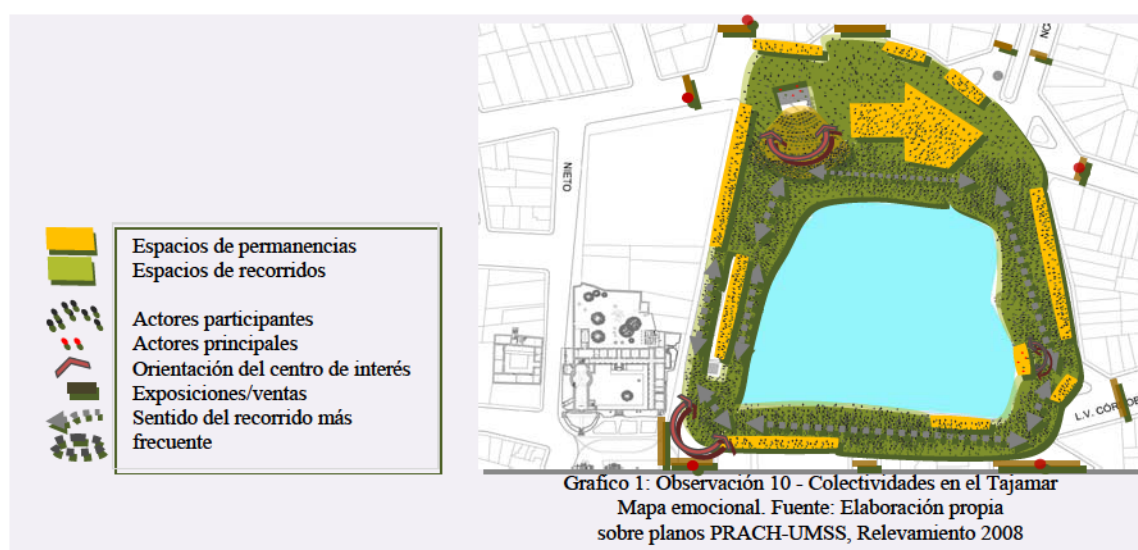 NIETO
L.V. CÓRDOB
Espacios de permanencias
Espacios de recorridos
Actores participantes
Actores principales
Orientación del centro de interés
Exposiciones/ventas
Sentido del recorrido más
frecuente
Grafico 1: Observación 10 - Colectividades en el Tajamar
Mapa emocional. Fuente: Elaboración propia
sobre planos PRACH-UMSS, Relevamiento 2008